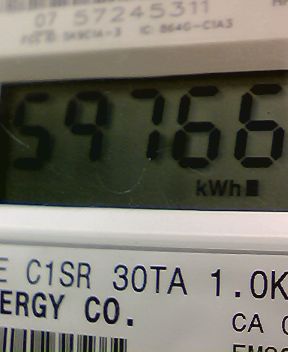 07 57245311
59766
kWh
E C1SR 30TA 1.0K
ERGY CO.
CA